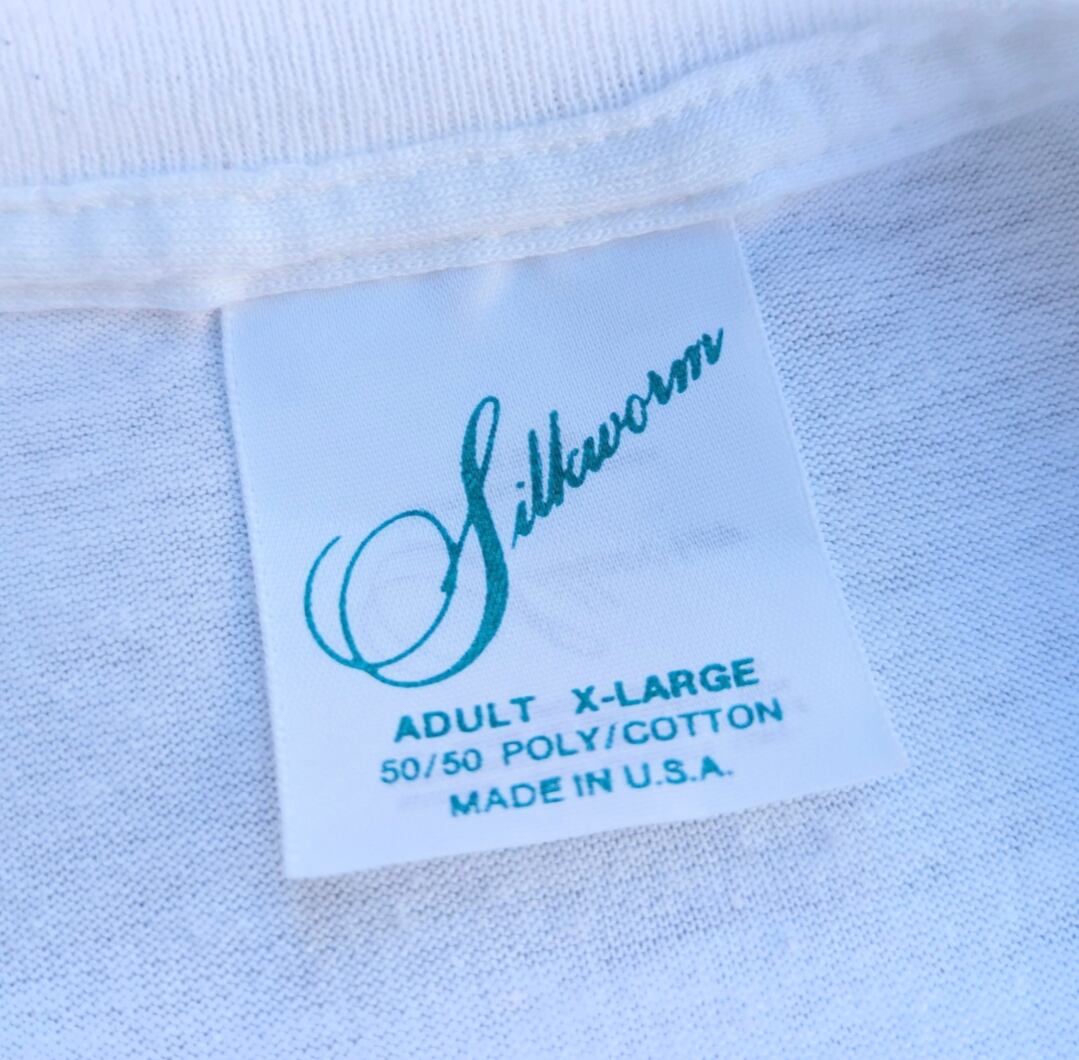 Silkworm
ADULT X-LARGE
50/50 POLY/COTTON
MADE IN U.S.A.